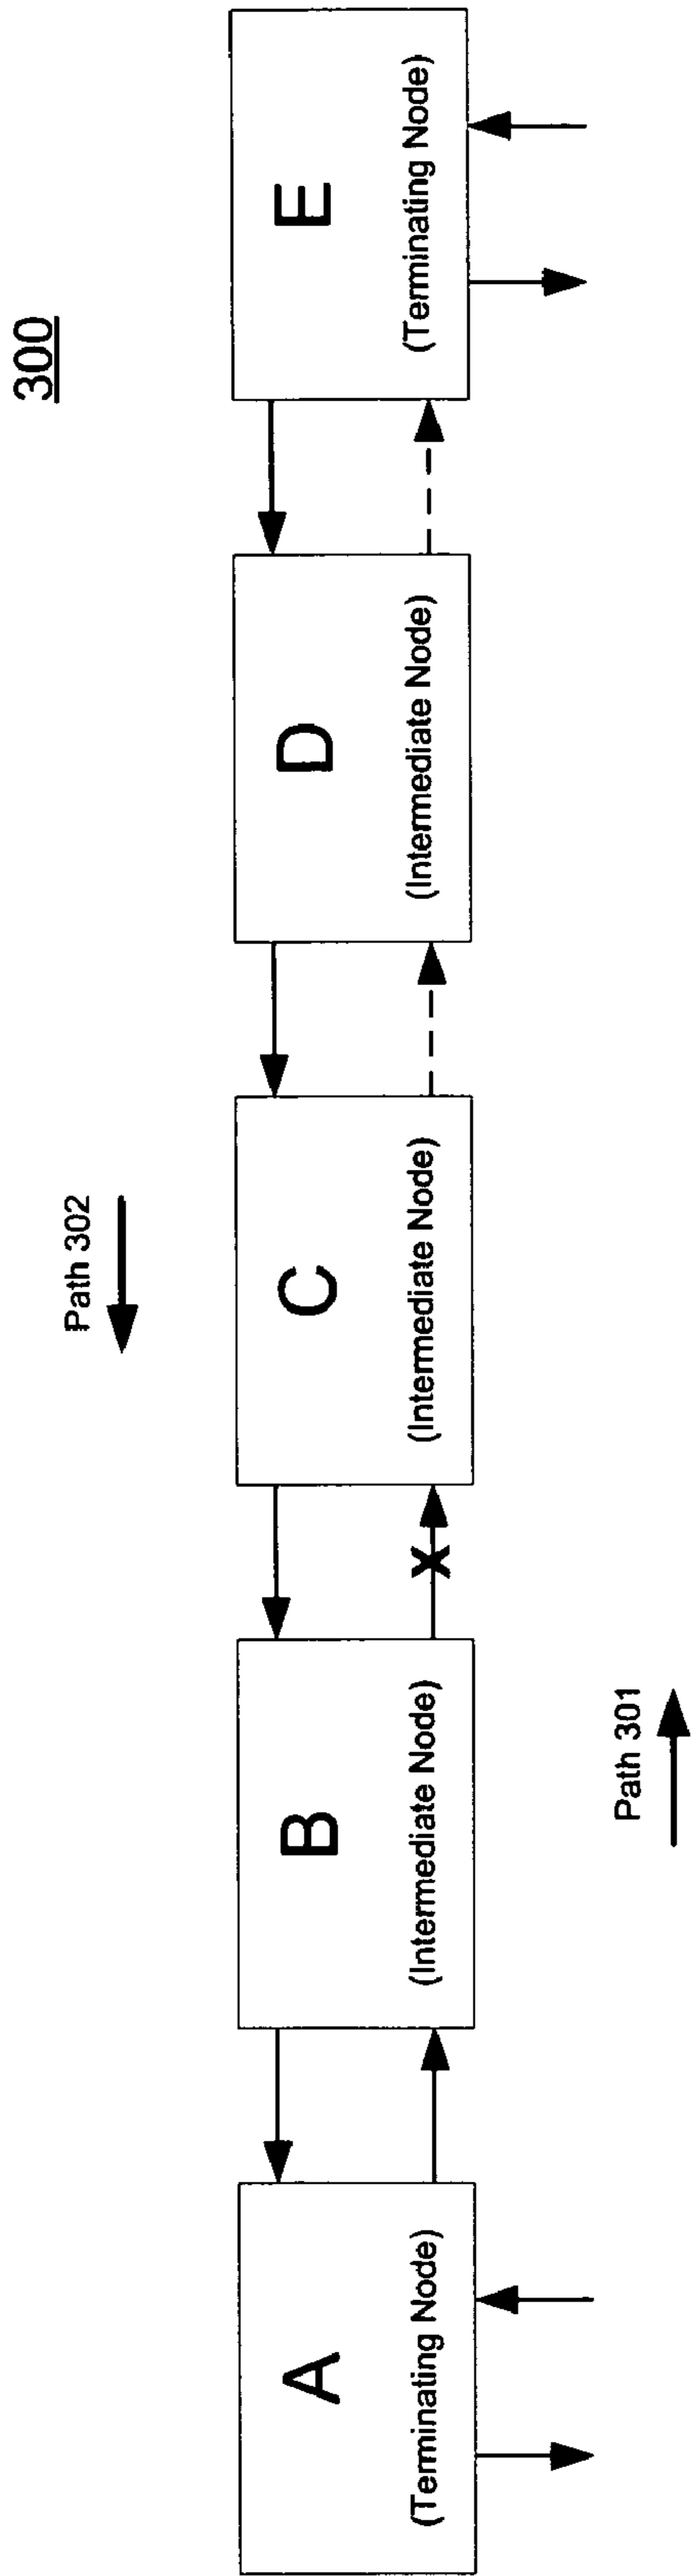 300
Path 302
A
(Terminating Node)
B
(Intermediate Node)
X
C
(Intermediate Node)
D
(Intermediate Node)
E
(Terminating Node)
Path 301